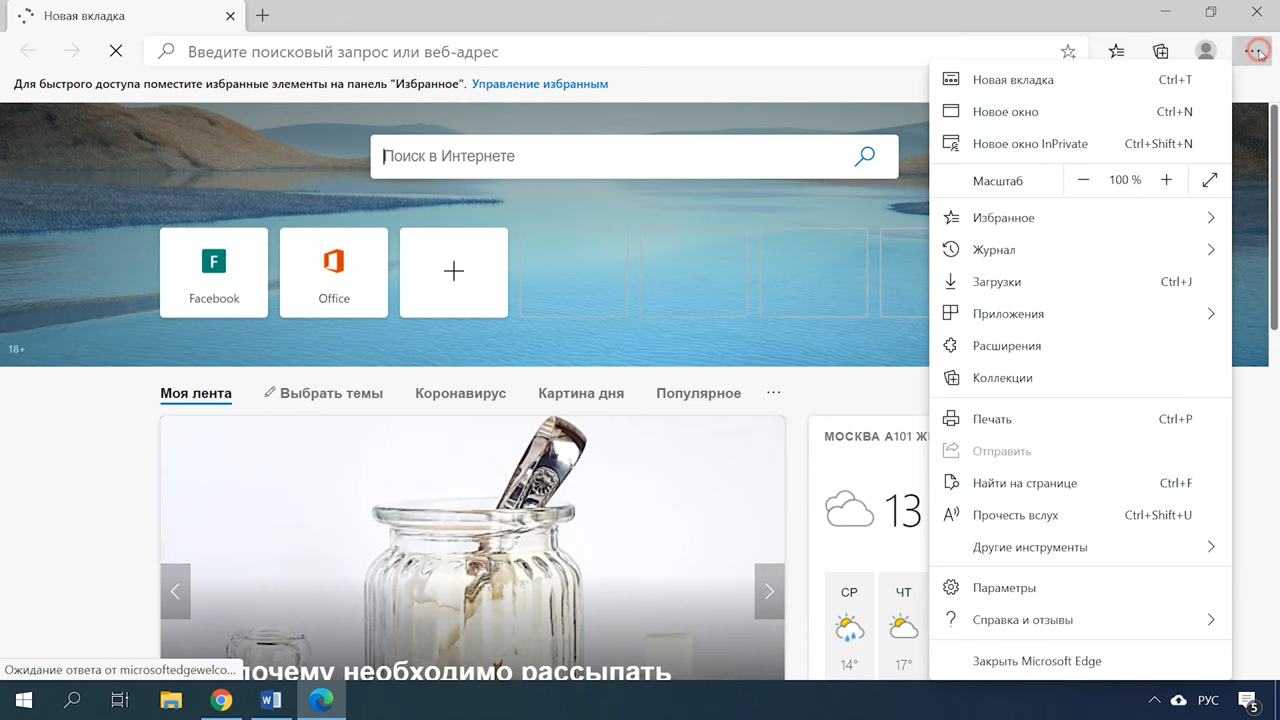 Новая вкладка
Введите поисковый запрос или веб-адрес
Для быстрого доступа поместите избранные элементы на панель "Избранное". Управление избранным
Поиск в Интернете
F
Facebook
Office
18+
Моя лента
Выбрать темы
Коронавирус
Картина дня
Популярное
МОСКВА А101
13
СР
ЧТ
14°
17°
почему необходимо рассыпать
Ожидание ответа от microsoftedgewelco...
Новая вкладка Ctrl+T
Новое окно Ctrl+N
Новое окно InPrivate Ctrl+Shift+N
Масштаб 100 %
Избранное
Журнал
Загрузки Ctrl+J
Приложения
Расширения
Коллекции
Печать Ctrl+P
Отправить
Найти на странице Ctrl+F
Прочесть вслух Ctrl+Shift+U
Другие инструменты
Параметры
Справка и отзывы
Закрыть Microsoft Edge
РУС
5